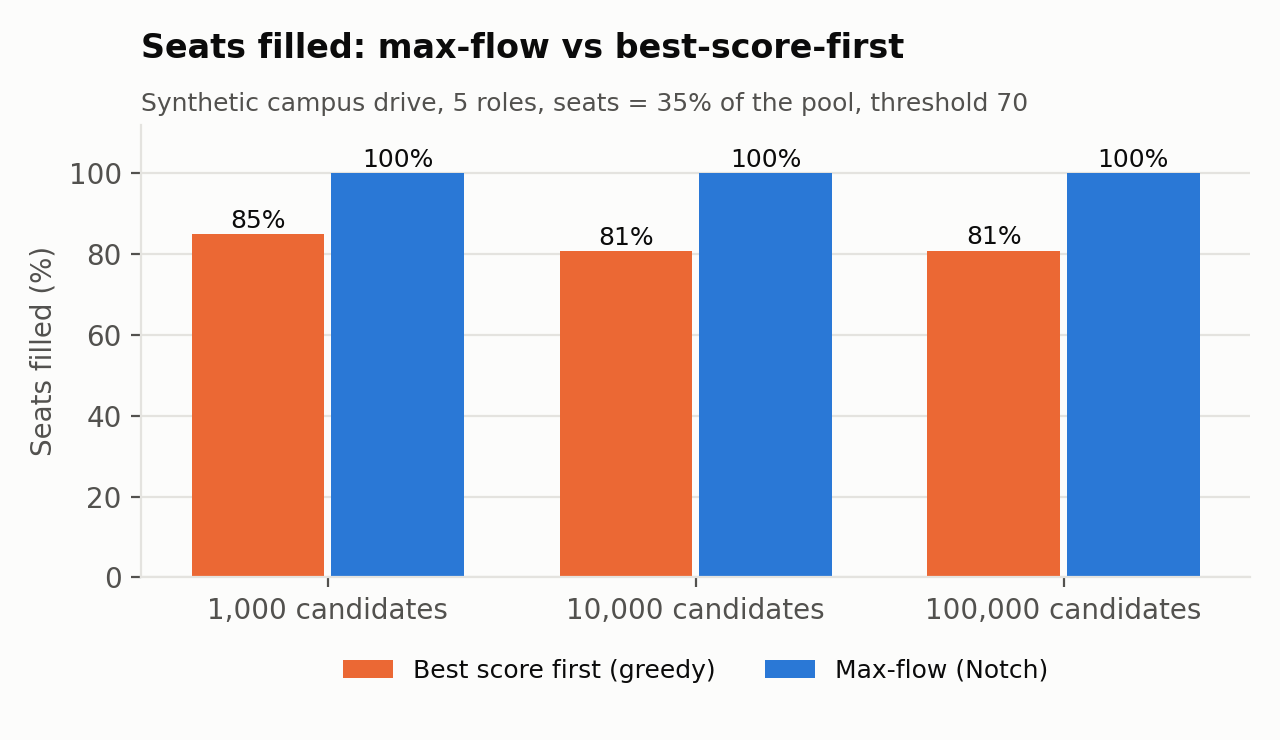 Seats filled: max-flow vs best-score-first
Synthetic campus drive, 5 roles, seats = 35% of the pool, threshold 70
Seats filled (%)
100
80
60
40
20
0
85%
100%
81%
100%
81%
100%
1,000 candidates
10,000 candidates
100,000 candidates
Best score first (greedy)
Max-flow (Notch)